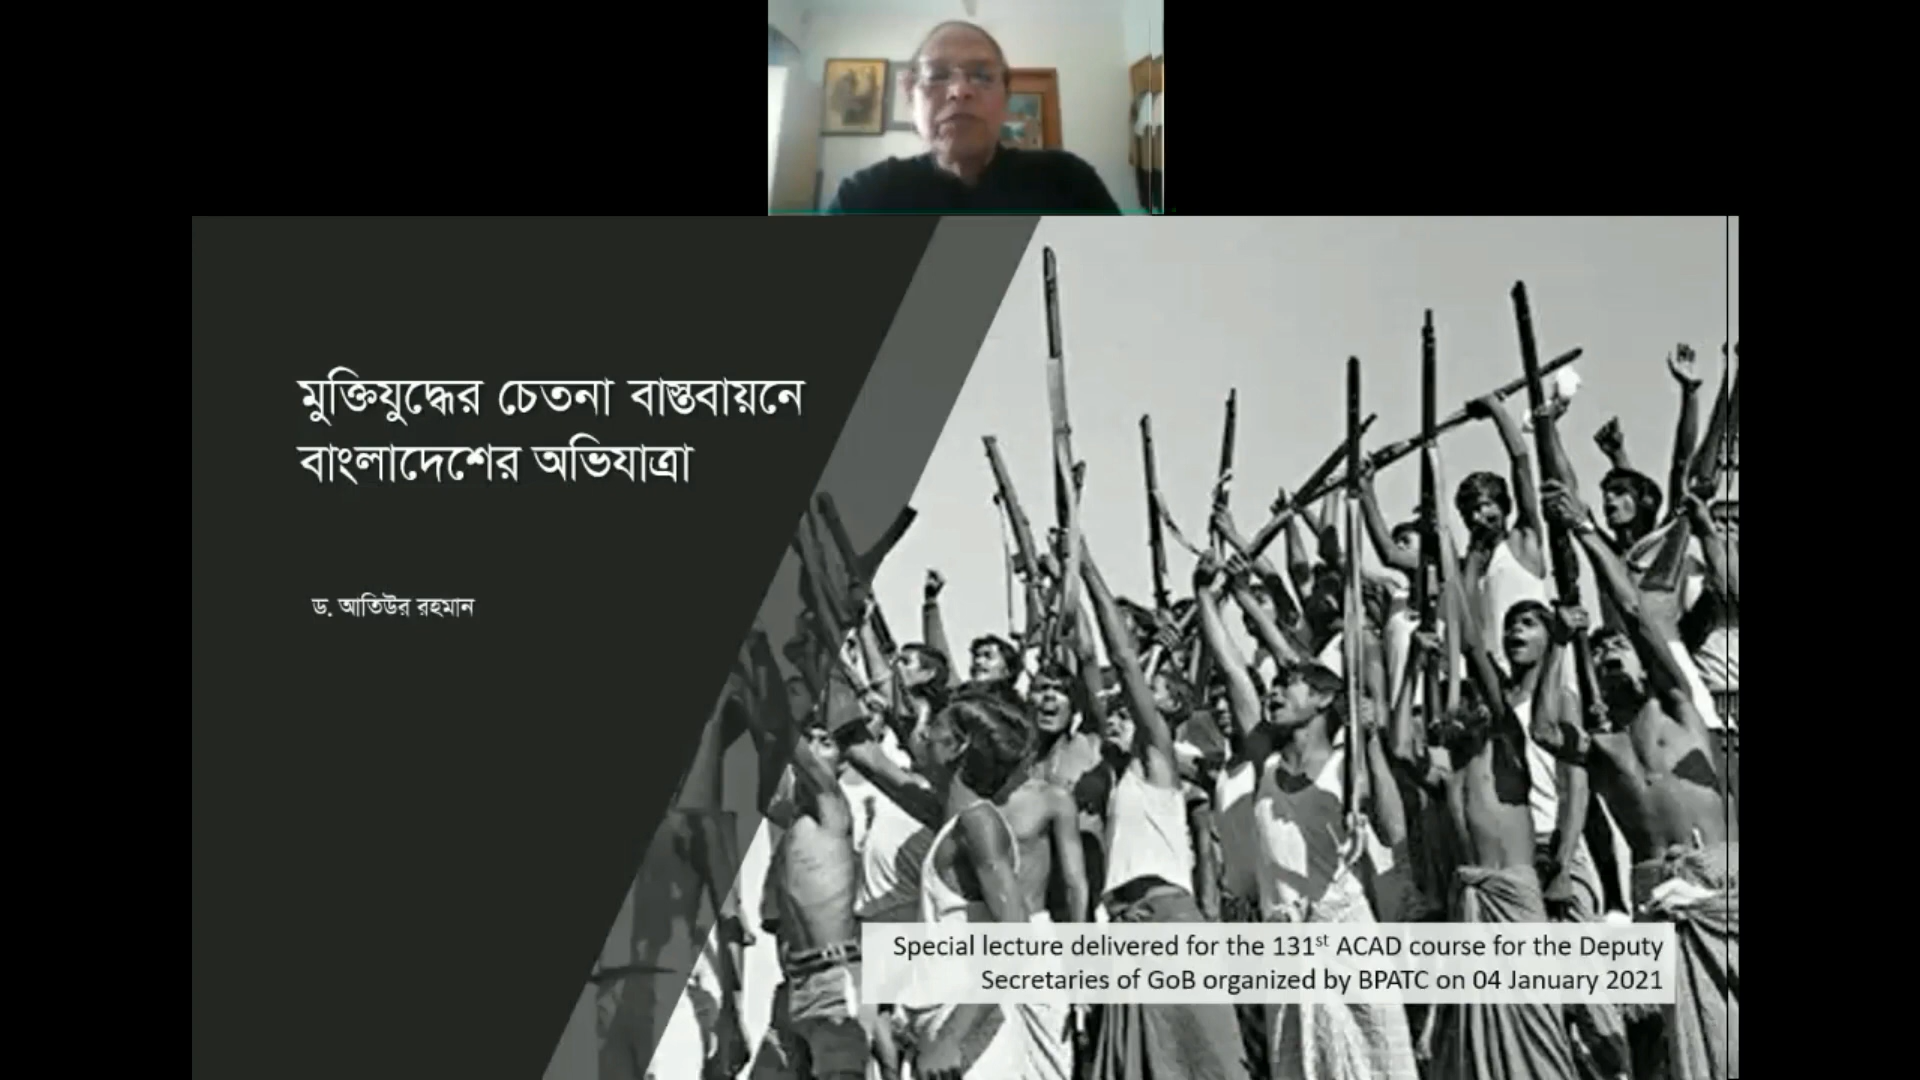 মুক্তিযুদ্ধের চেতনা বাস্তবায়নে
বাংলাদেশের অভিযাত্রা
ড. আতিউর রহমান
Special lecture delivered for the 131st ACAD course for the Deputy
Secretaries of GoB organized by BPATC on 04 January 2021